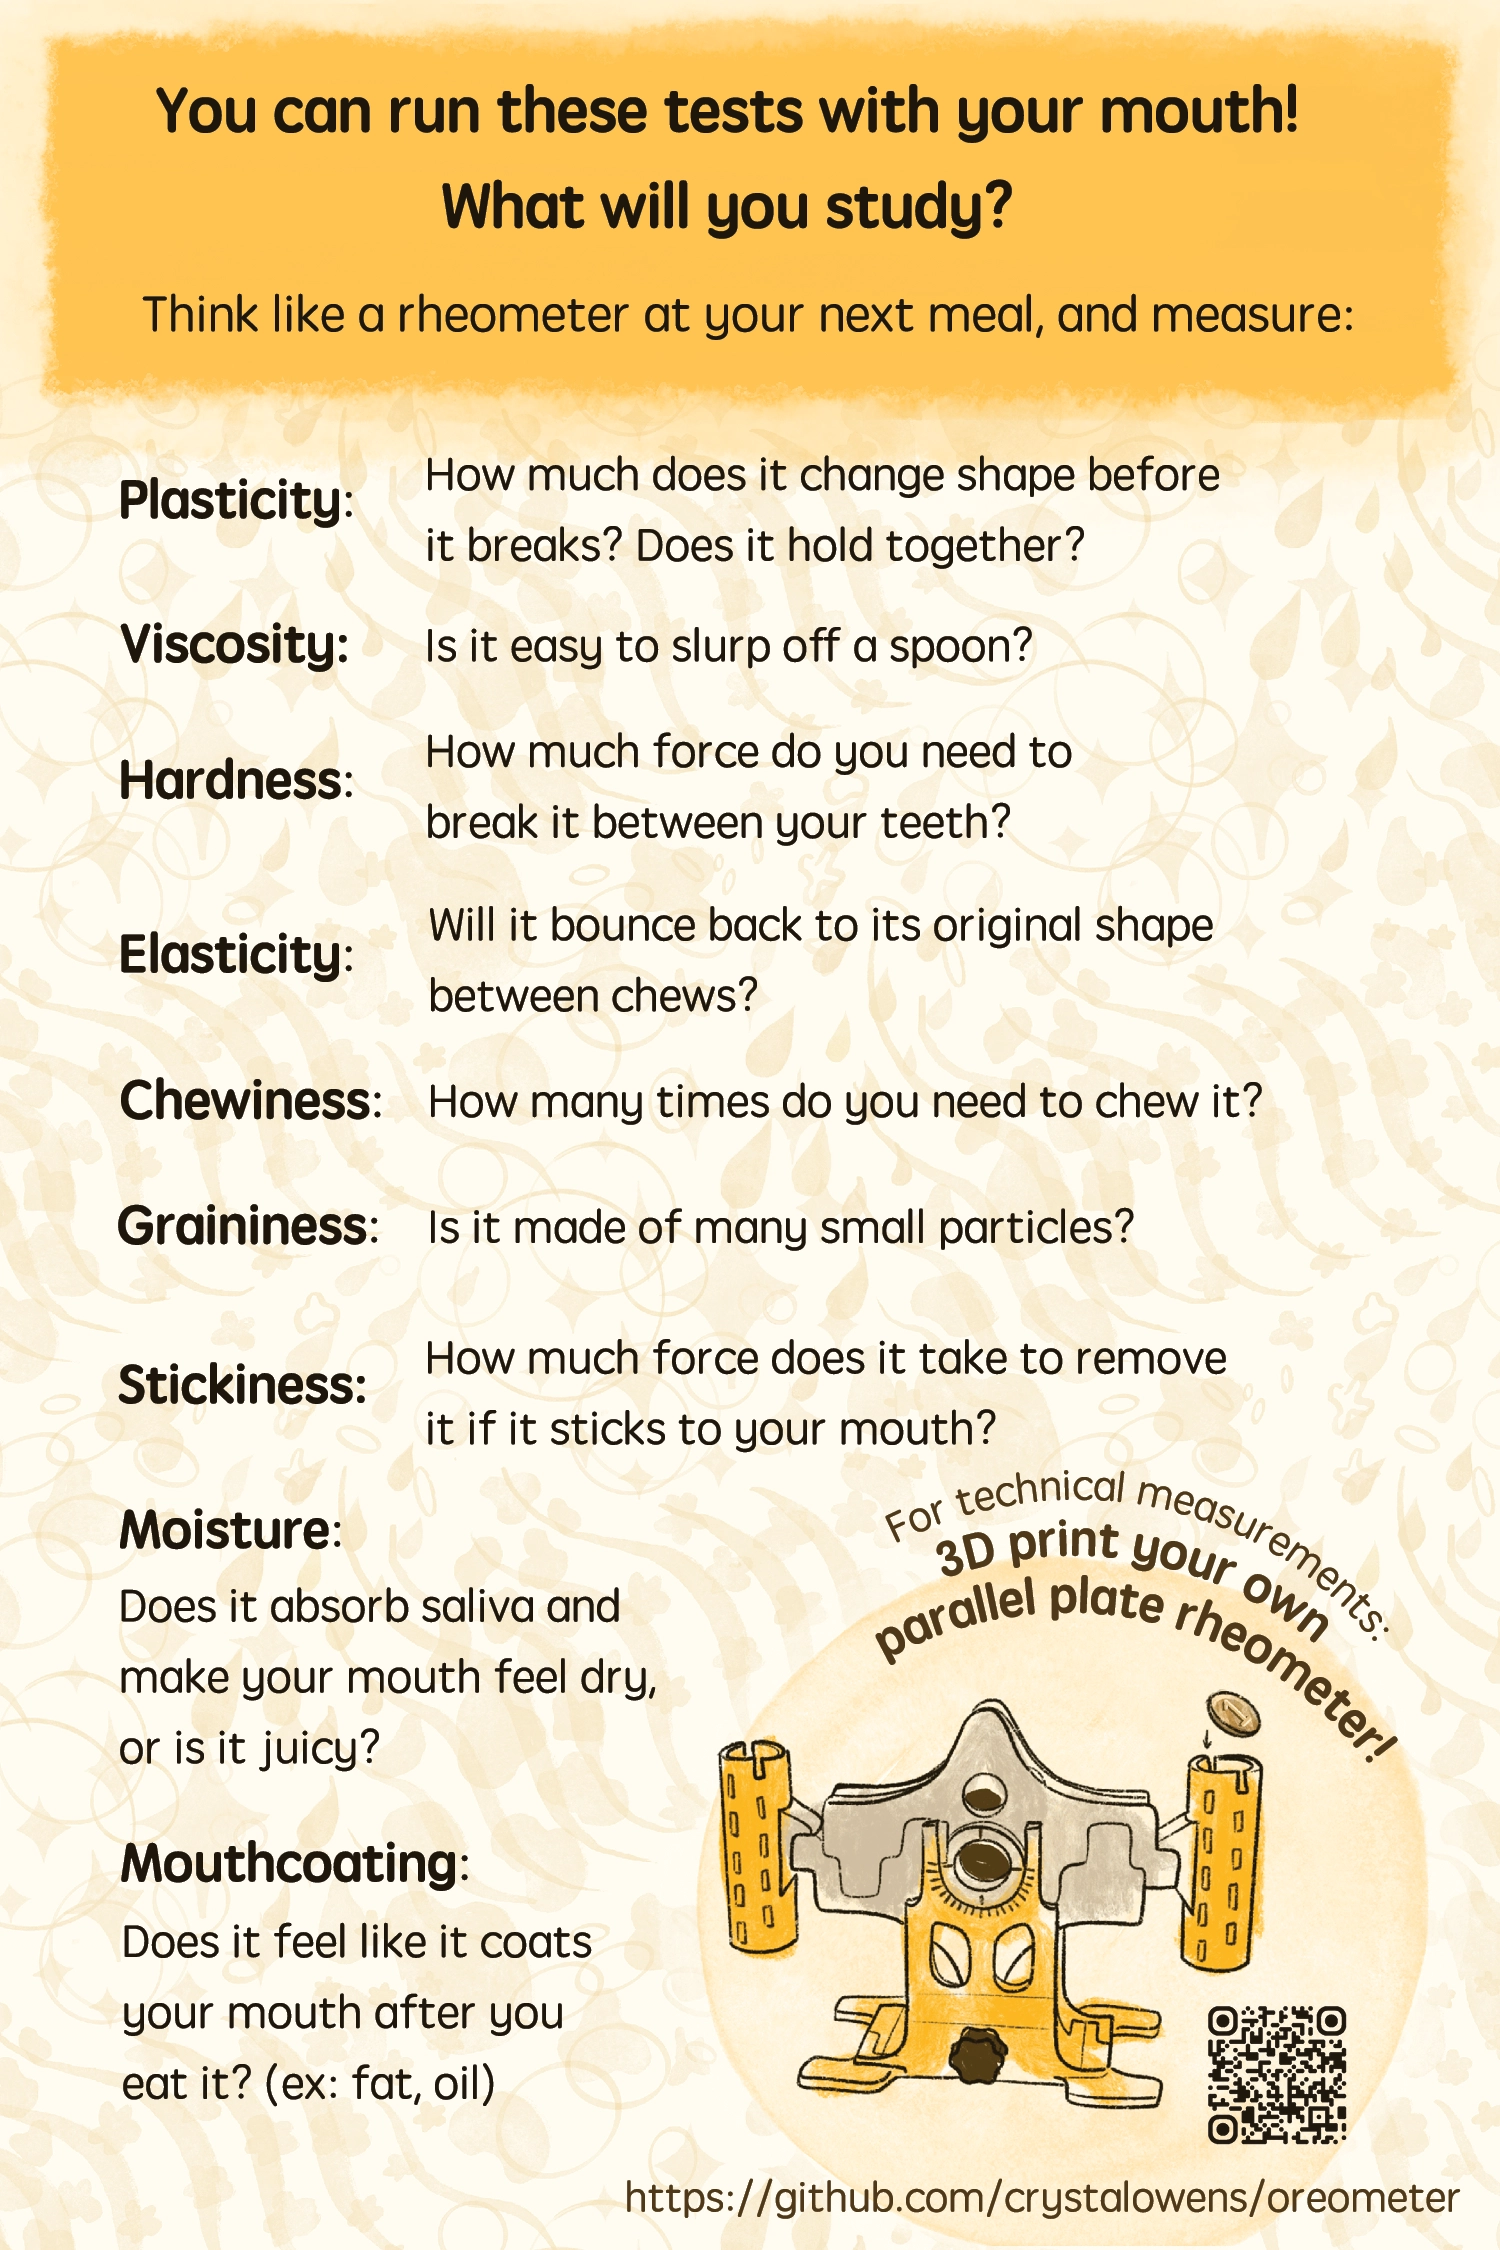 You can run these tests with your mouth!
What will you study?
Think like a rheometer at your next meal, and measure:
Plasticity:
How much does it change shape before
it breaks? Does it hold together?
Viscosity:
Is it easy to slurp off a spoon?
Hardness:
How much force do you need to
break it between your teeth?
Elasticity:
Will it bounce back to its original shape
between chews?
Chewiness:
How many times do you need to chew it?
Graininess:
Is it made of many small particles?
Stickiness:
How much force does it take to remove
it if it sticks to your mouth?
Moisture:
Does it absorb saliva and
make your mouth feel dry,
or is it juicy?
Mouthcoating:
Does it feel like it coats
your mouth after you
eat it? (ex: fat, oil)
For technical measurements:
3D print your own
parallel plate rheometer!
1
https://github.com/crystalowens/oreometer